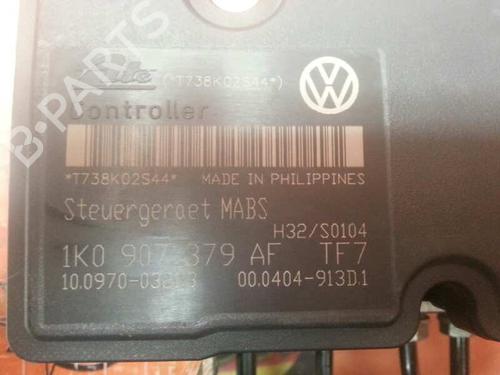 Ate (*T738K02S44*)
Controller
*T738K02S44* MADE IN PHILIPPINES
Steuergeraet MABS
H32/S0104
1K0 907 379 AF TF7
00.0404-913D.1
B-PARTS